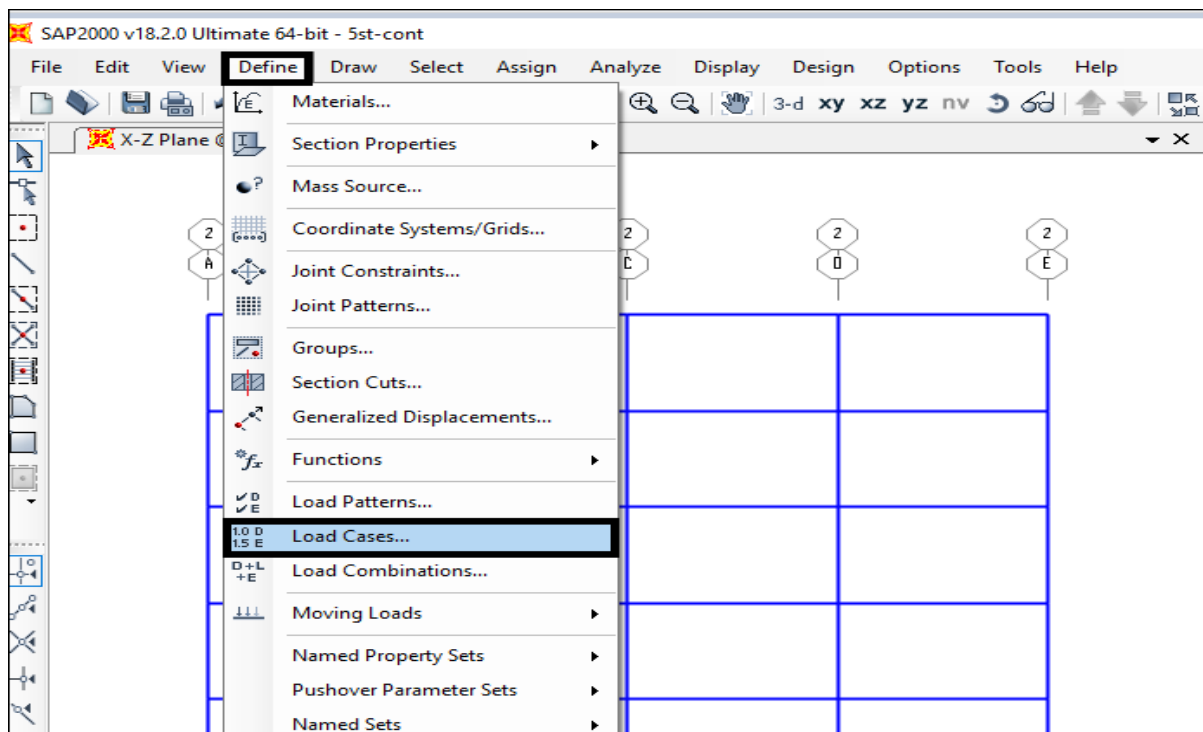 SAP2000 v18.2.0 Ultimate 64-bit - 5st-cont
File Edit View Define Draw Select Assign Analyze Display Design Options Tools Help
3-d xy xz yz nv
X-Z Plane @
Materials...
Section Properties
Mass Source...
Coordinate Systems/Grids...
Joint Constraints...
Joint Patterns...
Groups...
Section Cuts...
Generalized Displacements...
fx Functions
D E Load Patterns...
1.0 D 1.5 E Load Cases...
D+L +E Load Combinations...
Moving Loads
Named Property Sets
Pushover Parameter Sets
Named Sets
2 2 2 2
A C D E